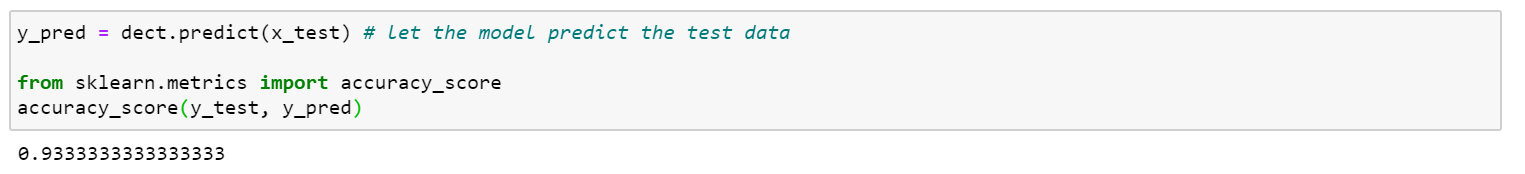 y_pred = dect.predict(x_test) # let the model predict the test data
from sklearn.metrics import accuracy_score
accuracy_score(y_test, y_pred)
0.9333333333333333